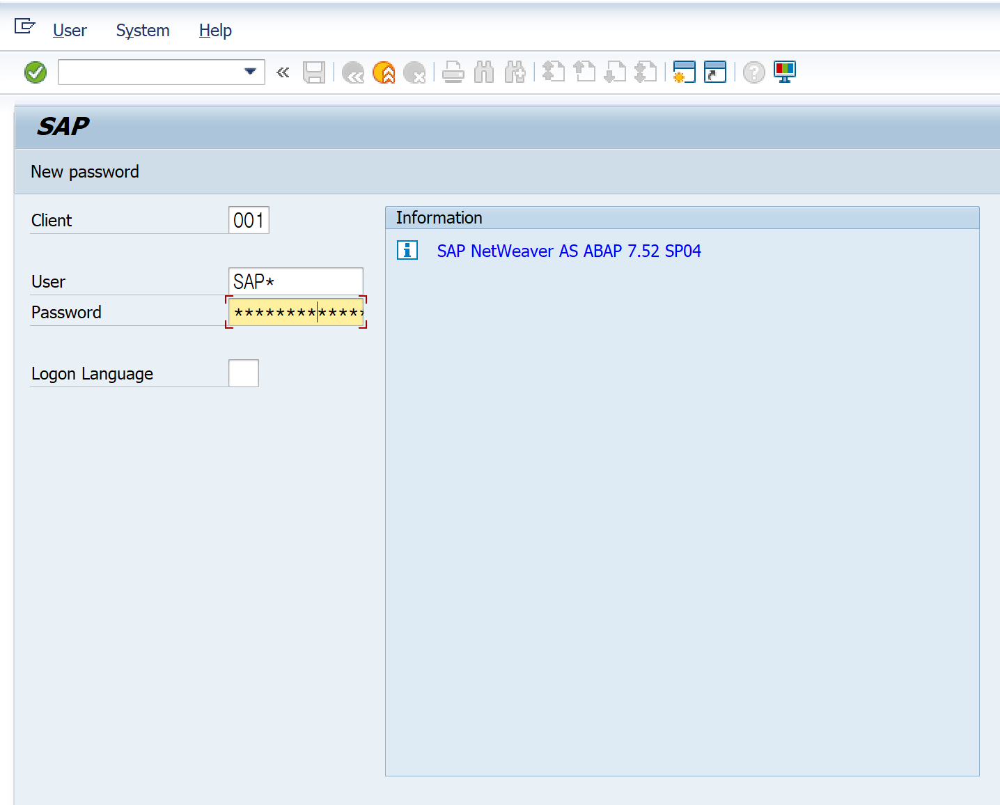 User System Help
SAP
New password
Client 001
Information
SAP NetWeaver AS ABAP 7.52 SP04
User SAP*
Password *************
Logon Language